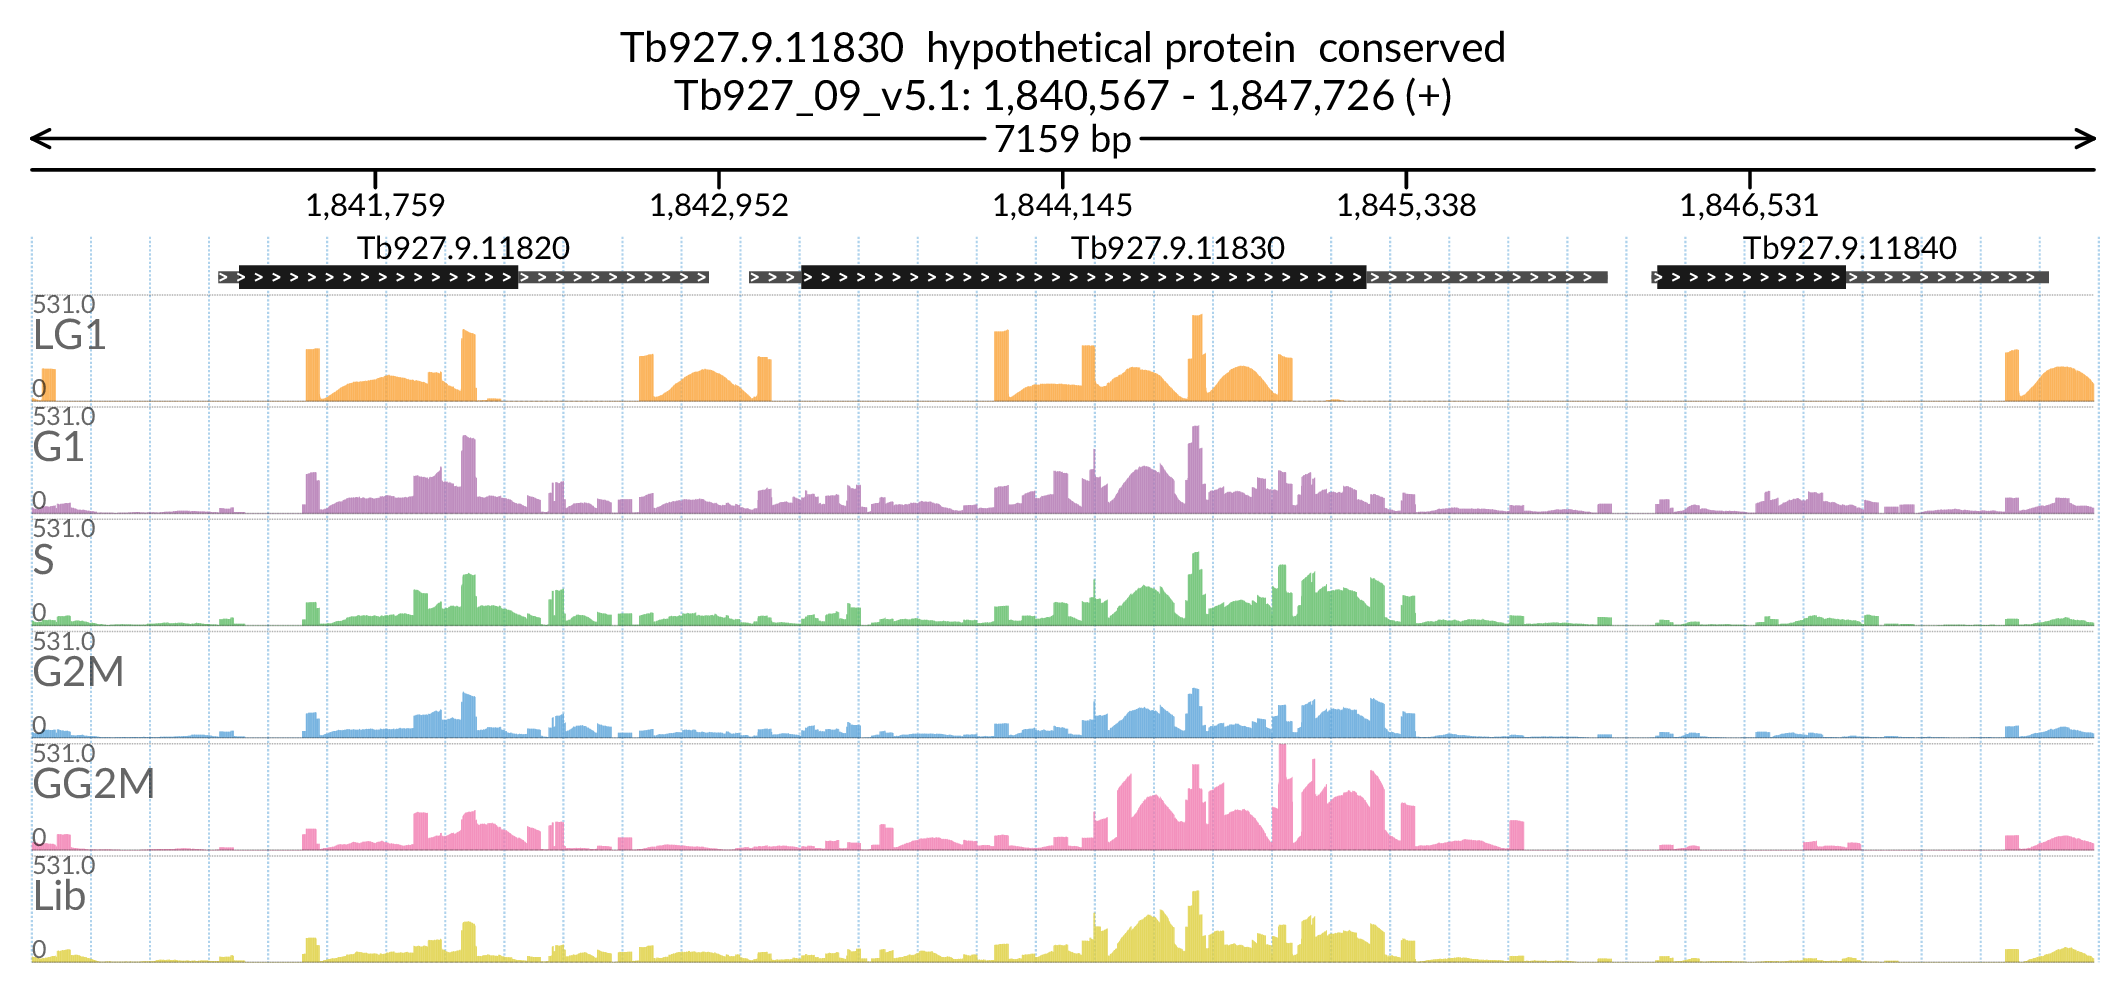 Tb927.9.11830 hypothetical protein conserved
Tb927_09_v5.1: 1,840,567 - 1,847,726 (+)
7159 bp
1,841,759 1,842,952 1,844,145 1,845,338 1,846,531
Tb927.9.11820 Tb927.9.11830 Tb927.9.11840
531.0
LG1
0
531.0
G1
0
531.0
S
0
531.0
G2M
0
531.0
GG2M
0
531.0
Lib
0